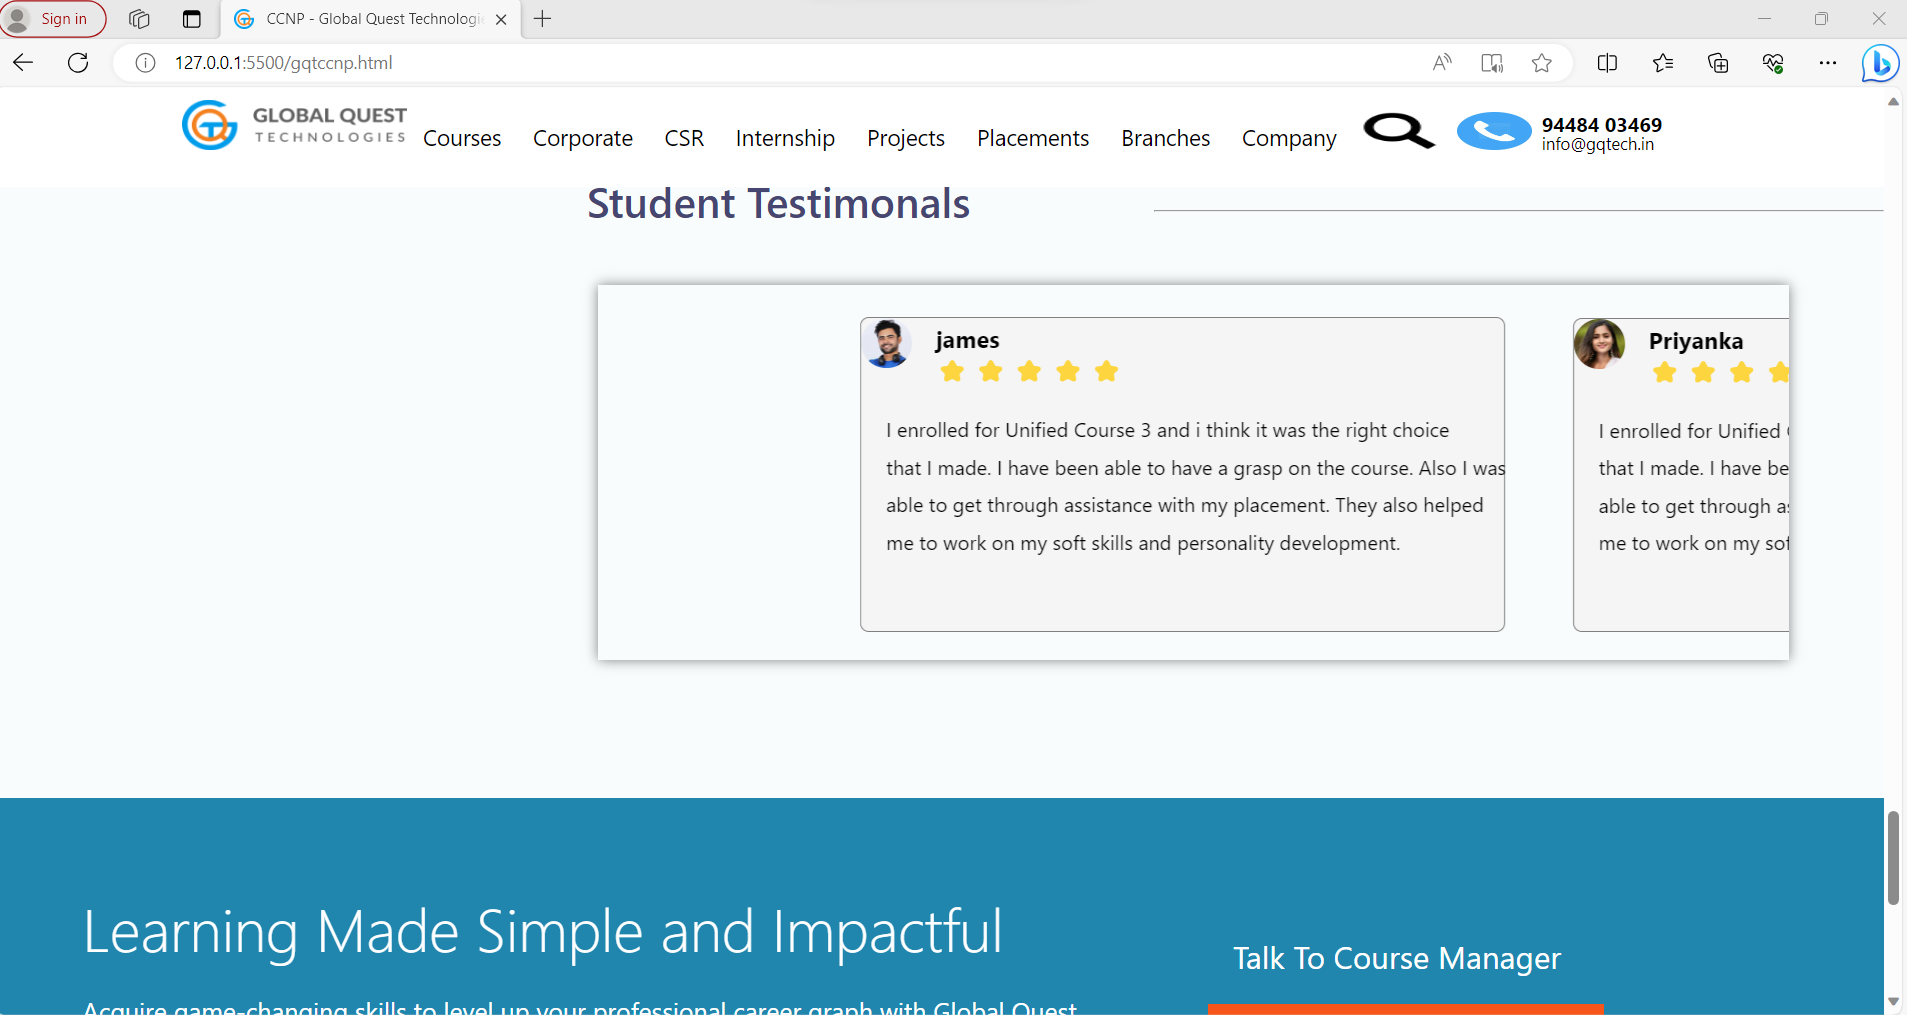 Sign in
CCNP - Global Quest Technologi
127.0.0.1:5500/gqtccnp.html
GLOBAL QUEST
TECHNOLOGIES
Courses Corporate CSR Internship Projects Placements Branches Company
94484 03469
info@gqtech.in
Student Testimonals
james
I enrolled for Unified Course 3 and i think it was the right choice
that I made. I have been able to have a grasp on the course. Also I was
able to get through assistance with my placement. They also helped
me to work on my soft skills and personality development.
Priyanka
I enrolled for Unified
that I made. I have be
able to get through a
me to work on my sof
Learning Made Simple and Impactful
Acquire game-changing skills to level up your professional career graph with Global Quest
Talk To Course Manager